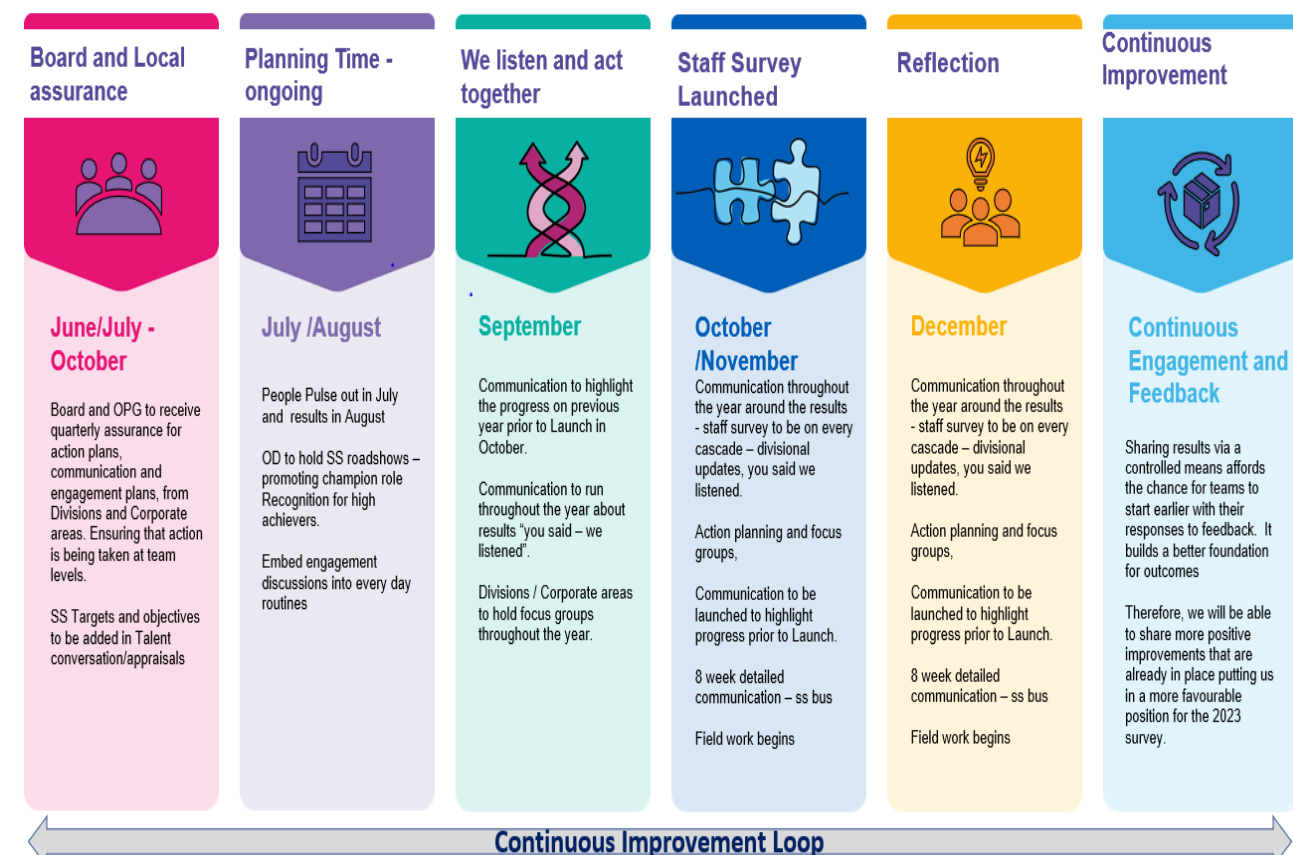 Board and Local
assurance
June/July -
October
Board and OPG to receive
quarterly assurance for
action plans,
communication and
engagement plans, from
Divisions and Corporate
areas. Ensuring that action
is being taken at team
levels.
SS Targets and objectives
to be added in Talent
conversation/appraisals
Planning Time -
ongoing
July /August
People Pulse out in July
and  results in August
OD to hold SS roadshows –
promoting champion role
Recognition for high
achievers.
Embed engagement
discussions into every day
routines
We listen and act
together
September
Communication to highlight
the progress on previous
year prior to Launch in
October.
Communication to run
throughout the year about
results “you said – we
listened”.
Divisions / Corporate areas
to hold focus groups
throughout the year.
Staff Survey
Launched
October
/November
Communication throughout
the year around the results
- staff survey to be on every
cascade – divisional
updates, you said we
listened.
Action planning and focus
groups,
Communication to be
launched to highlight
progress prior to Launch.
8 week detailed
communication – ss bus
Field work begins
Reflection
December
Communication throughout
the year around the results
- staff survey to be on every
cascade – divisional
updates, you said we
listened.
Action planning and focus
groups,
Communication to be
launched to highlight
progress prior to Launch.
8 week detailed
communication – ss bus
Field work begins
Continuous
Improvement
Continuous
Engagement and
Feedback
Sharing results via a
controlled means affords
the chance for teams to
start earlier with their
responses to feedback.  It
builds a better foundation
for outcomes
Therefore, we will be able
to share more positive
improvements that are
already in place putting us
in a more favourable
position for the 2023
survey.
Continuous Improvement Loop